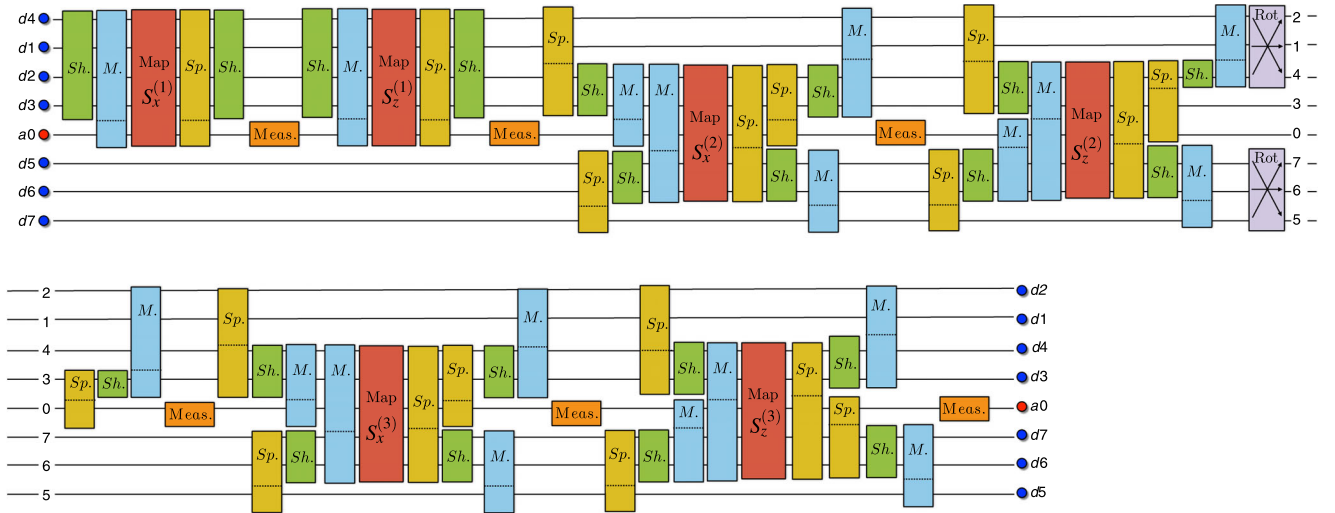 d4
d1
d2
d3
a0
d5
d6
d7
Sh.
M.
Map
S_x^(1)
Sp.
Sh.
Meas.
Sh.
M.
Map
S_z^(1)
Sp.
Sh.
Meas.
Sp.
Sh.
Sp.
M.
Sh.
M.
Map
S_x^(2)
Sp.
Sp.
Sh.
Sh.
M.
M.
Meas.
Sp.
Sp.
Sh.
Sh.
M.
M.
Map
S_z^(2)
Sp.
Sp.
Sh.
Sh.
M.
M.
Rot
Rot
2
1
4
3
0
7
6
5
2
1
4
3
0
7
6
5
Sp.
Sh.
M.
Meas.
Sp.
Sh.
Sp.
M.
Sh.
M.
Map
S_x^(3)
Sp.
Sp.
Sh.
Sh.
M.
M.
Meas.
Sp.
Sp.
Sh.
Sh.
M.
M.
Map
S_z^(3)
Sp.
Sh.
Sp.
M.
Sh.
M.
Meas.
d2
d1
d4
d3
a0
d7
d6
d5